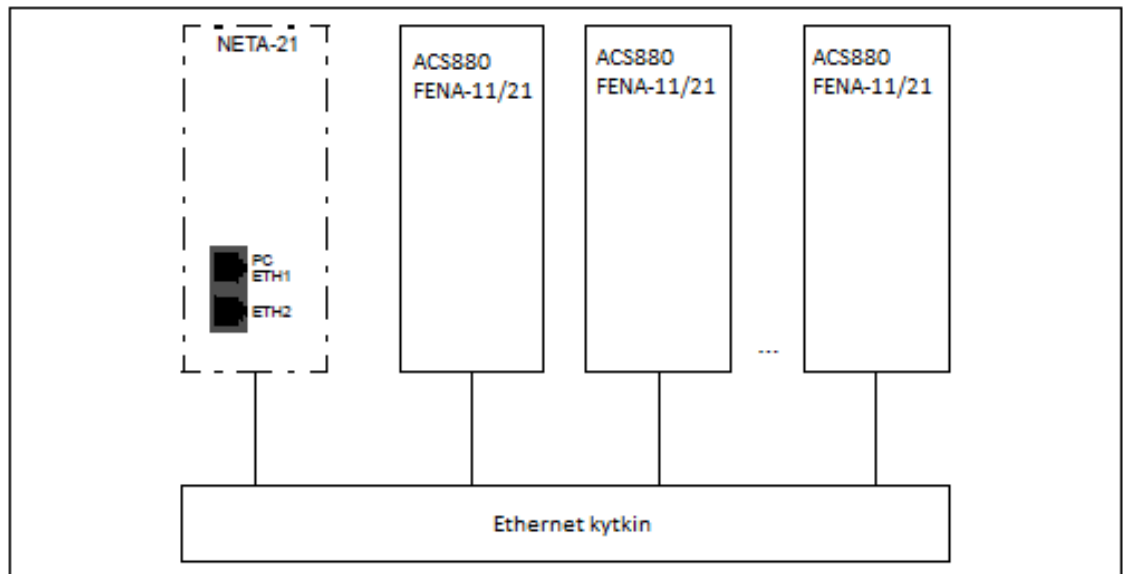 NETA-21
PC
ETH1
ETH2
ACS880
FENA-11/21
ACS880
FENA-11/21
...
ACS880
FENA-11/21
Ethernet kytkin